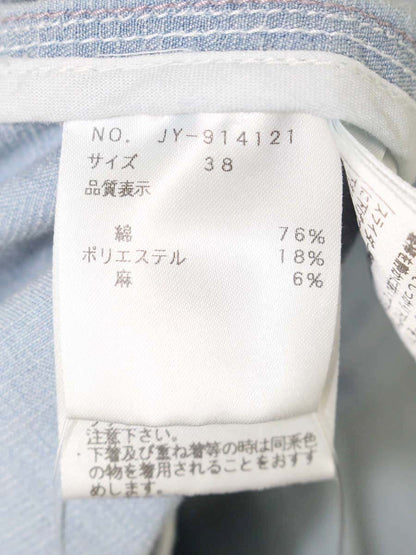 NO. JY-914121
サイズ 38
品質表示
綿 76%
ポリエステル 18%
麻 6%
注意下さい。
下着及び重ね着等の時は同系色
の物を着用されることをおすす
めします。